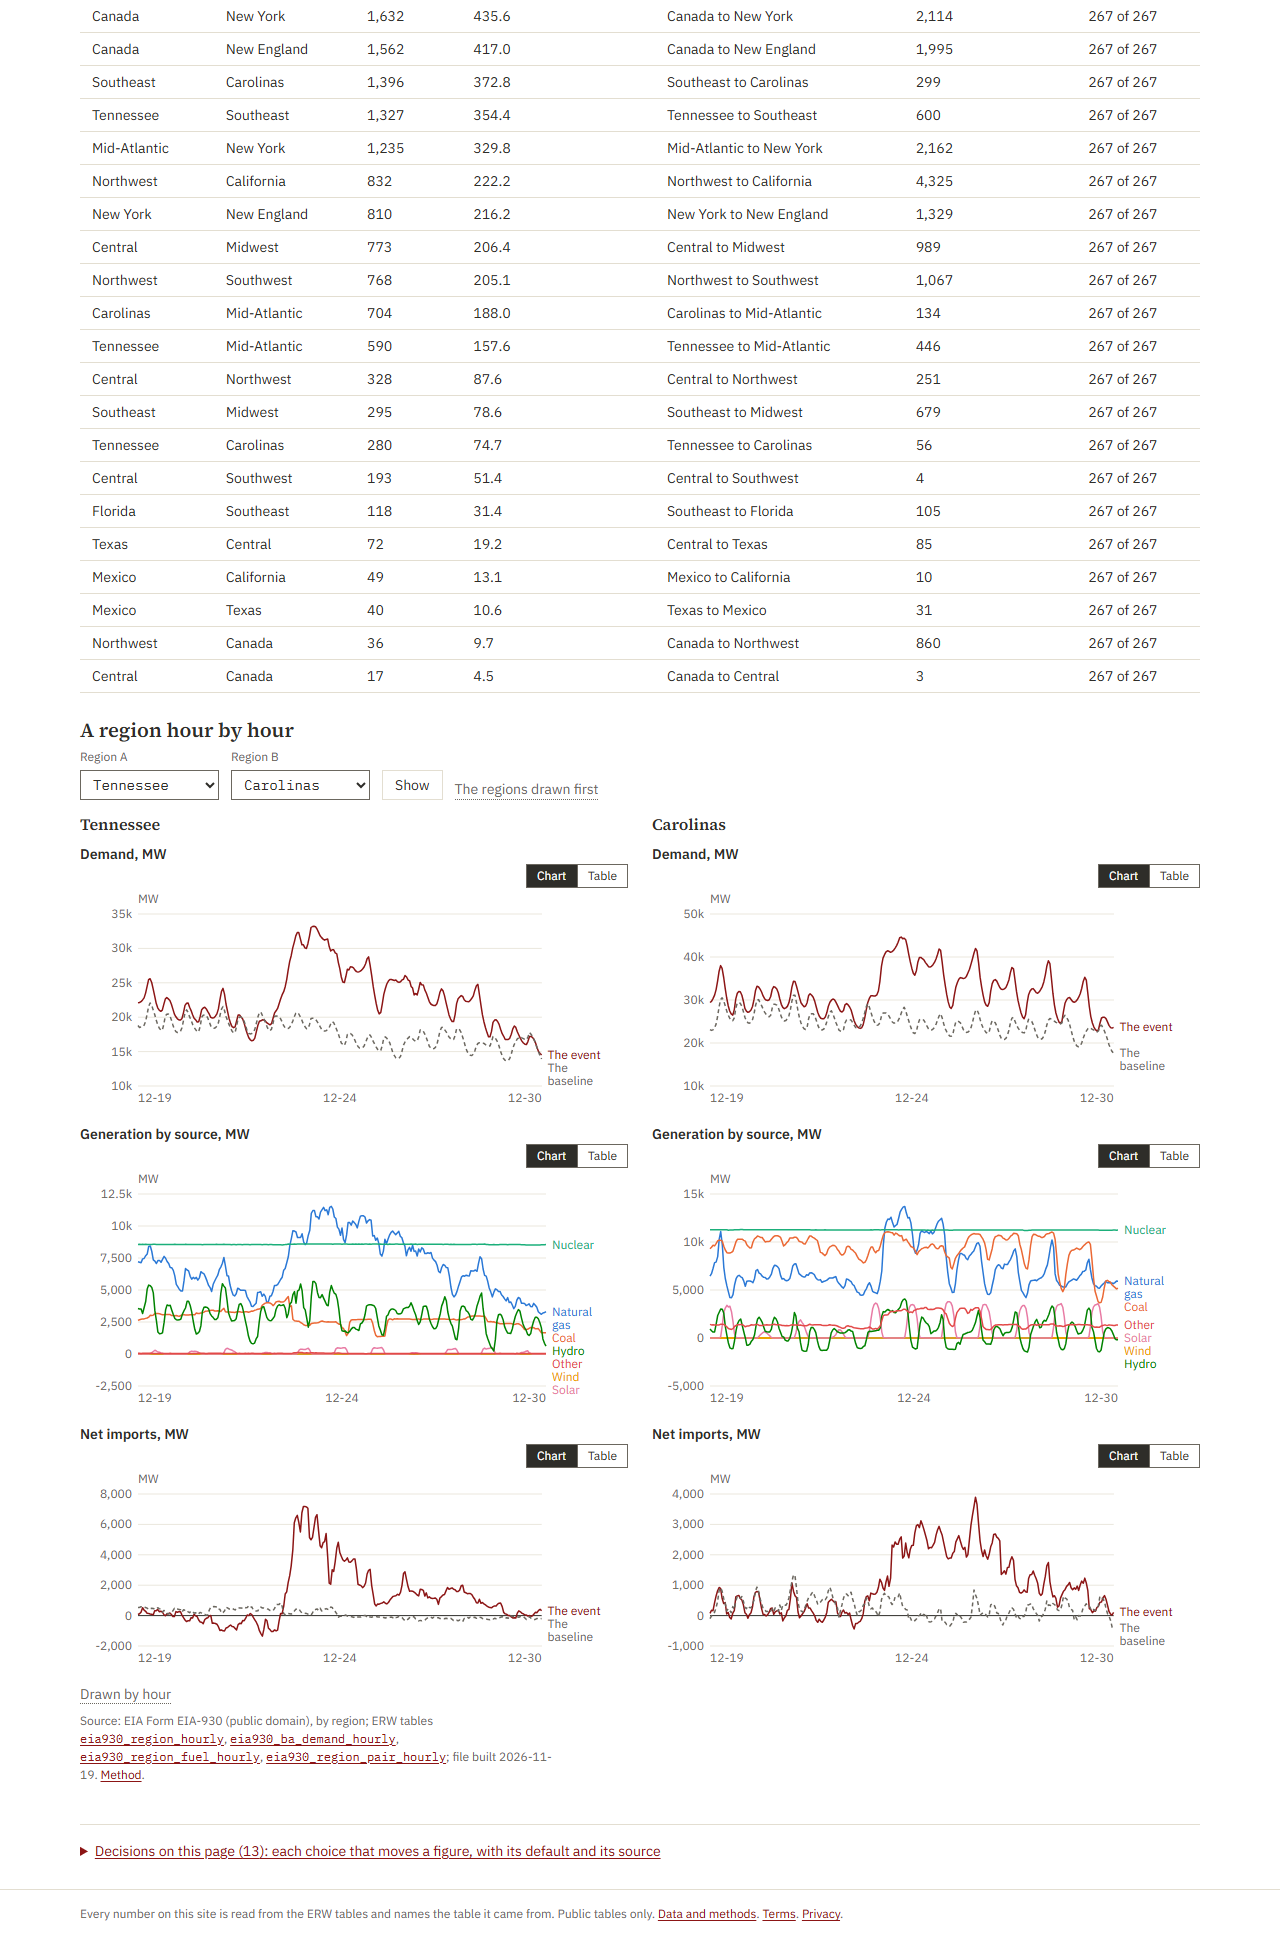 Canada New York 1,632 435.6 Canada to New York 2,114 267 of 267
Canada New England 1,562 417.0 Canada to New England 1,995 267 of 267
Southeast Carolinas 1,396 372.8 Southeast to Carolinas 299 267 of 267
Tennessee Southeast 1,327 354.4 Tennessee to Southeast 600 267 of 267
Mid-Atlantic New York 1,235 329.8 Mid-Atlantic to New York 2,162 267 of 267
Northwest California 832 222.2 Northwest to California 4,325 267 of 267
New York New England 810 216.2 New York to New England 1,329 267 of 267
Central Midwest 773 206.4 Central to Midwest 989 267 of 267
Northwest Southwest 768 205.1 Northwest to Southwest 1,067 267 of 267
Carolinas Mid-Atlantic 704 188.0 Carolinas to Mid-Atlantic 134 267 of 267
Tennessee Mid-Atlantic 590 157.6 Tennessee to Mid-Atlantic 446 267 of 267
Central Northwest 328 87.6 Central to Northwest 251 267 of 267
Southeast Midwest 295 78.6 Southeast to Midwest 679 267 of 267
Tennessee Carolinas 280 74.7 Tennessee to Carolinas 56 267 of 267
Central Southwest 193 51.4 Central to Southwest 4 267 of 267
Florida Southeast 118 31.4 Southeast to Florida 105 267 of 267
Texas Central 72 19.2 Central to Texas 85 267 of 267
Mexico California 49 13.1 Mexico to California 10 267 of 267
Mexico Texas 40 10.6 Texas to Mexico 31 267 of 267
Northwest Canada 36 9.7 Canada to Northwest 860 267 of 267
Central Canada 17 4.5 Canada to Central 3 267 of 267
A region hour by hour
Region A Region B
Tennessee Carolinas Show The regions drawn first
Tennessee
Demand, MW
Chart Table
MW
35k
30k
25k
20k
15k
10k
The event
The
baseline
12-19 12-24 12-30
Generation by source, MW
Chart Table
MW
12.5k
10k
7,500
5,000
2,500
0
-2,500
Nuclear
Natural
gas
Coal
Hydro
Other
Wind
Solar
12-19 12-24 12-30
Net imports, MW
Chart Table
MW
8,000
6,000
4,000
2,000
0
-2,000
The event
The
baseline
12-19 12-24 12-30
Carolinas
Demand, MW
Chart Table
MW
50k
40k
30k
20k
10k
The event
The
baseline
12-19 12-24 12-30
Generation by source, MW
Chart Table
MW
15k
10k
5,000
0
-5,000
Nuclear
Natural
gas
Coal
Other
Solar
Wind
Hydro
12-19 12-24 12-30
Net imports, MW
Chart Table
MW
4,000
3,000
2,000
1,000
0
-1,000
The event
The
baseline
12-19 12-24 12-30
Drawn by hour
Source: EIA Form EIA-930 (public domain), by region; ERW tables
eia930_region_hourly, eia930_ba_demand_hourly,
eia930_region_fuel_hourly, eia930_region_pair_hourly; file built 2026-11-
19. Method.
Decisions on this page (13): each choice that moves a figure, with its default and its source
Every number on this site is read from the ERW tables and names the table it came from. Public tables only. Data and methods. Terms. Privacy.